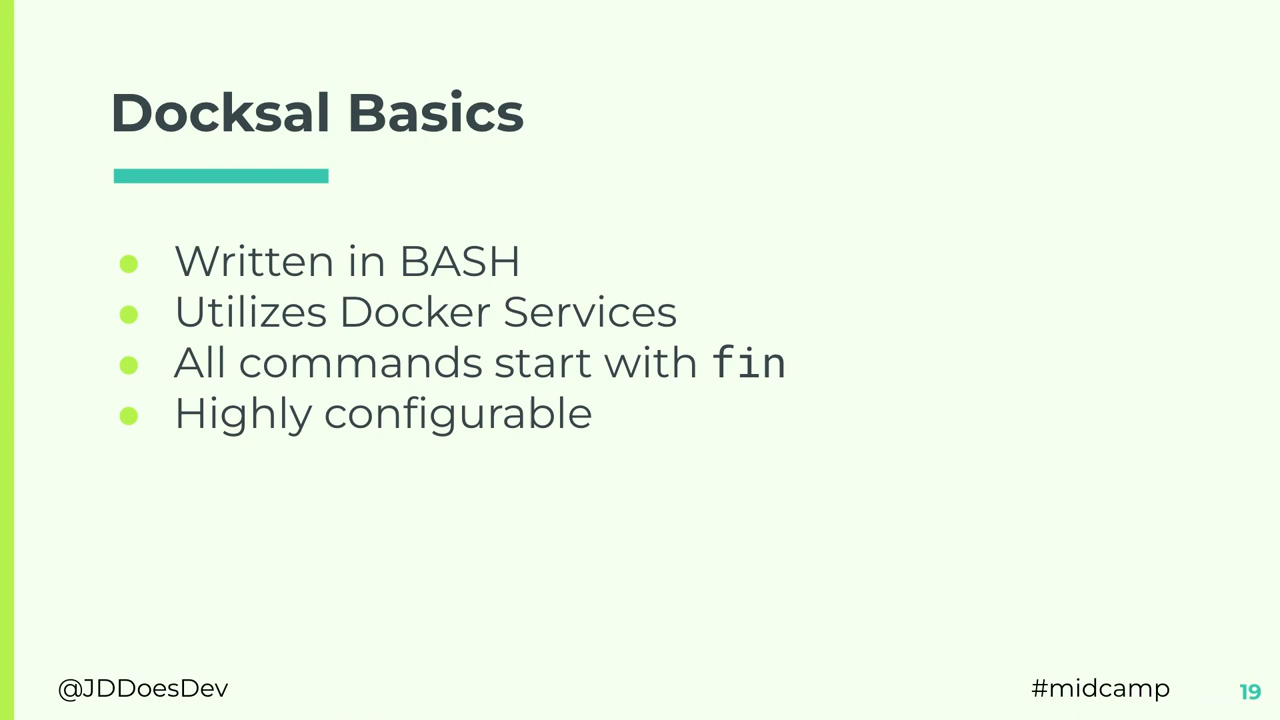 Docksal Basics
● Written in BASH
● Utilizes Docker Services
● All commands start with fin
● Highly configurable
@JDDoesDev
#midcamp
19